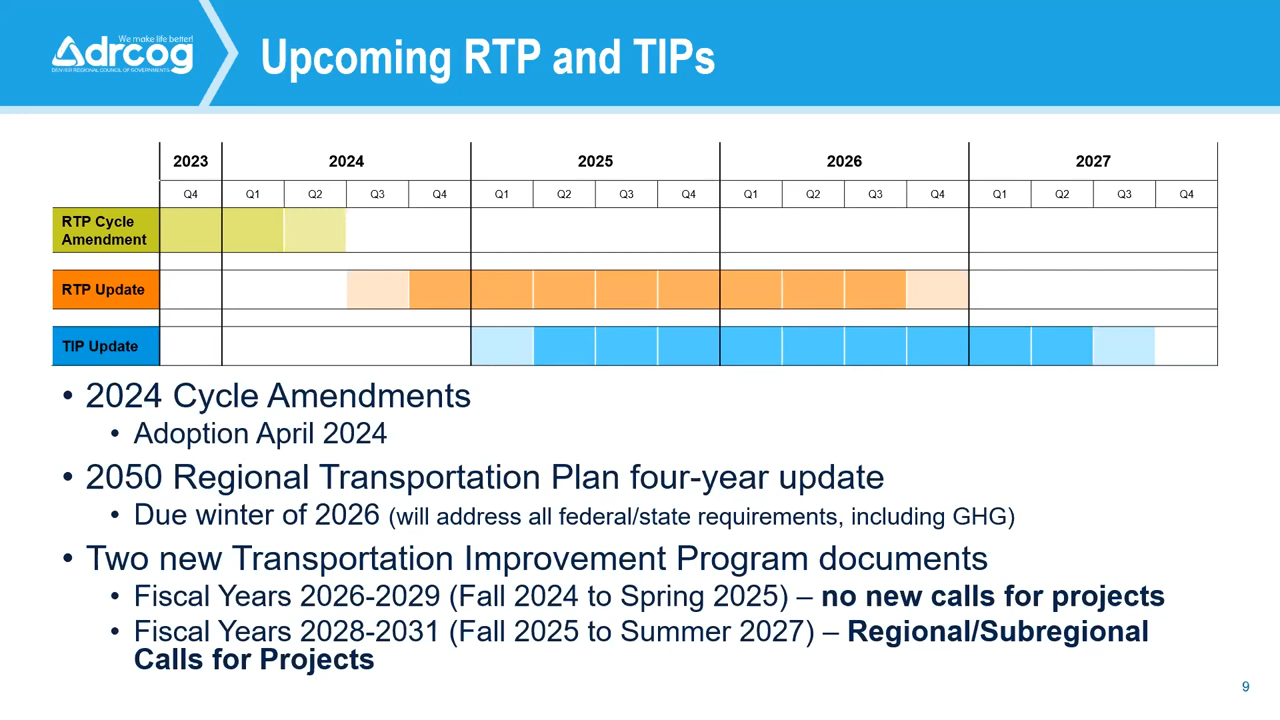 We make life better!
drcog
DENVER REGIONAL COUNCIL OF GOVERNMENTS
Upcoming RTP and TIPs
2023 2024 2025 2026 2027
Q4 Q1 Q2 Q3 Q4 Q1 Q2 Q3 Q4 Q1 Q2 Q3 Q4 Q1 Q2 Q3 Q4
RTP Cycle
Amendment
RTP Update
TIP Update
• 2024 Cycle Amendments
• Adoption April 2024
• 2050 Regional Transportation Plan four-year update
• Due winter of 2026 (will address all federal/state requirements, including GHG)
• Two new Transportation Improvement Program documents
• Fiscal Years 2026-2029 (Fall 2024 to Spring 2025) – no new calls for projects
• Fiscal Years 2028-2031 (Fall 2025 to Summer 2027) – Regional/Subregional
Calls for Projects
9